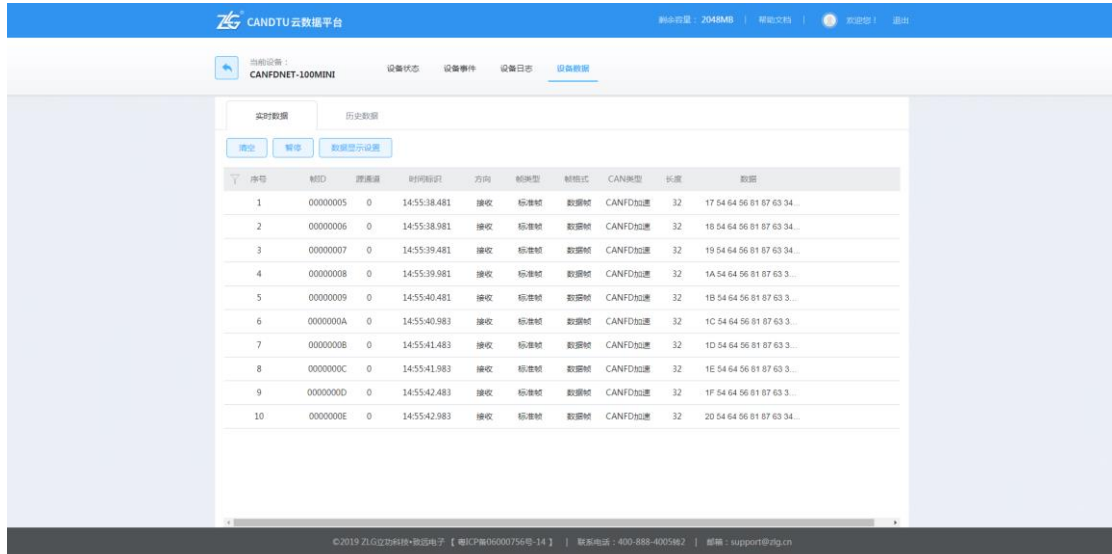 ZLG CANDTU云数据平台 剩余容量：2048MB | 帮助文档 | 欢迎您！ 退出
当前设备：
CANFDNET-100MINI
设备状态 设备事件 设备日志 设备数据
实时数据 历史数据
清空 暂停 数据显示设置
序号 帧ID 源通道 时间标识 方向 帧类型 帧格式 CAN类型 长度 数据
1 00000005 0 14:55:38.481 接收 标准帧 数据帧 CANFD加速 32 17 54 64 56 81 87 63 34...
2 00000006 0 14:55:38.981 接收 标准帧 数据帧 CANFD加速 32 18 54 64 56 81 87 63 34...
3 00000007 0 14:55:39.481 接收 标准帧 数据帧 CANFD加速 32 19 54 64 56 81 87 63 34...
4 00000008 0 14:55:39.981 接收 标准帧 数据帧 CANFD加速 32 1A 54 64 56 81 87 63 3...
5 00000009 0 14:55:40.481 接收 标准帧 数据帧 CANFD加速 32 1B 54 64 56 81 87 63 3...
6 0000000A 0 14:55:40.983 接收 标准帧 数据帧 CANFD加速 32 1C 54 64 56 81 87 63 3...
7 0000000B 0 14:55:41.483 接收 标准帧 数据帧 CANFD加速 32 1D 54 64 56 81 87 63 3...
8 0000000C 0 14:55:41.983 接收 标准帧 数据帧 CANFD加速 32 1E 54 64 56 81 87 63 3...
9 0000000D 0 14:55:42.483 接收 标准帧 数据帧 CANFD加速 32 1F 54 64 56 81 87 63 3...
10 0000000E 0 14:55:42.983 接收 标准帧 数据帧 CANFD加速 32 20 54 64 56 81 87 63 34...
©2019 ZLG立功科技•致远电子【 粤ICP备06000756号-14 】 | 联系电话：400-888-4005转2 | 邮箱：support@zlg.cn